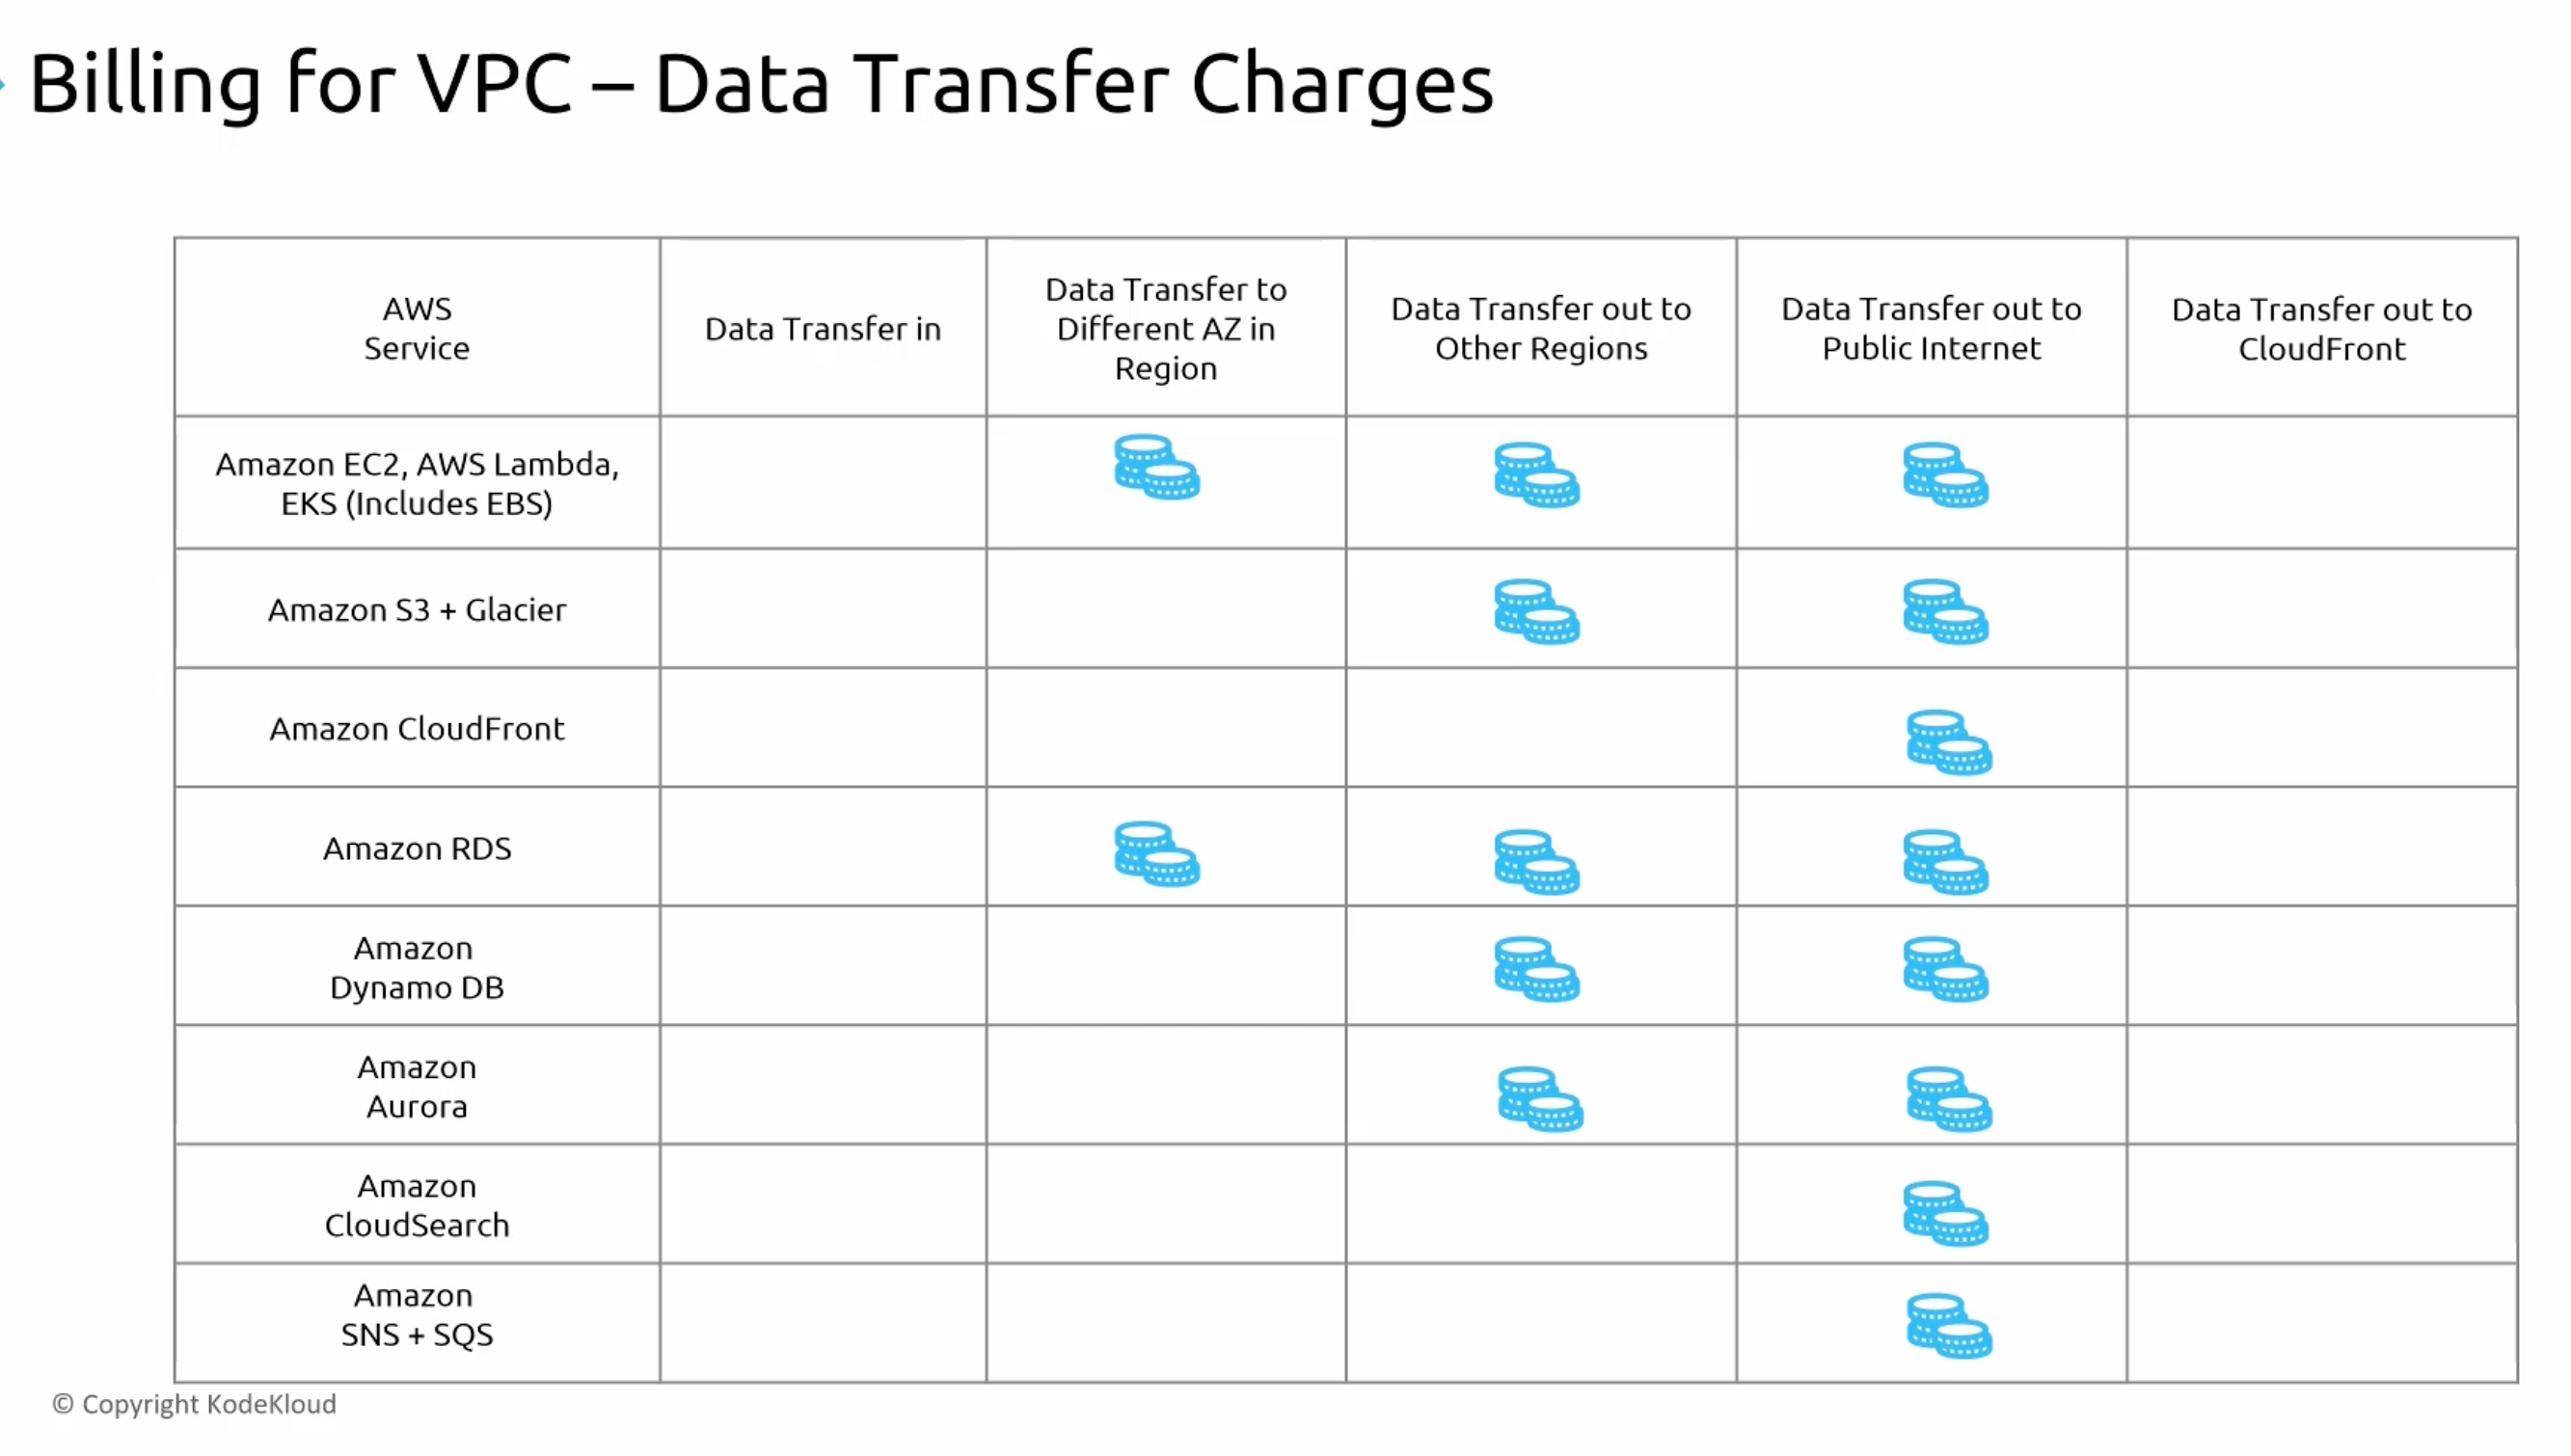 Billing for VPC – Data Transfer Charges
AWS
Service
Data Transfer in
Data Transfer to
Different AZ in
Region
Data Transfer out to
Other Regions
Data Transfer out to
Public Internet
Data Transfer out to
CloudFront
Amazon EC2, AWS Lambda,
EKS (Includes EBS)
Amazon S3 + Glacier
Amazon CloudFront
Amazon RDS
Amazon
Dynamo DB
Amazon
Aurora
Amazon
CloudSearch
Amazon
SNS + SQS
© Copyright KodeKloud